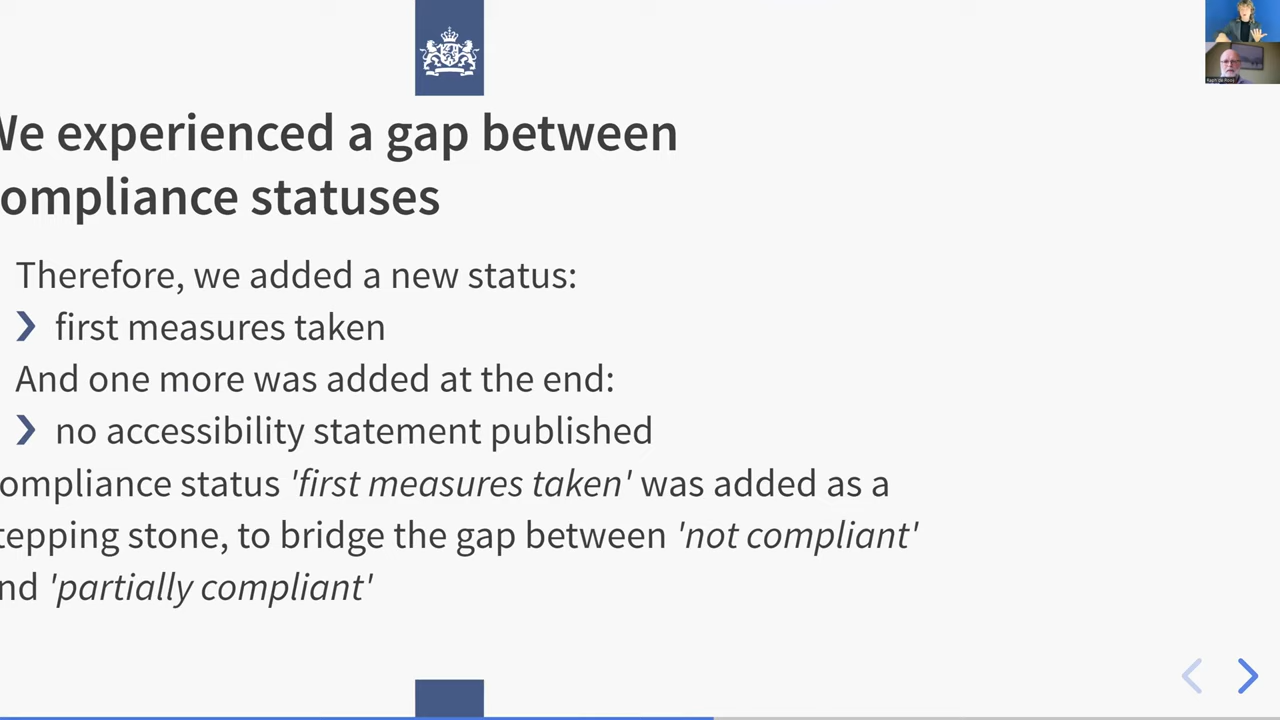 We experienced a gap between
ompliance statuses
Therefore, we added a new status:
first measures taken
And one more was added at the end:
no accessibility statement published
ompliance status 'first measures taken' was added as a
tepping stone, to bridge the gap between 'not compliant'
nd 'partially compliant'